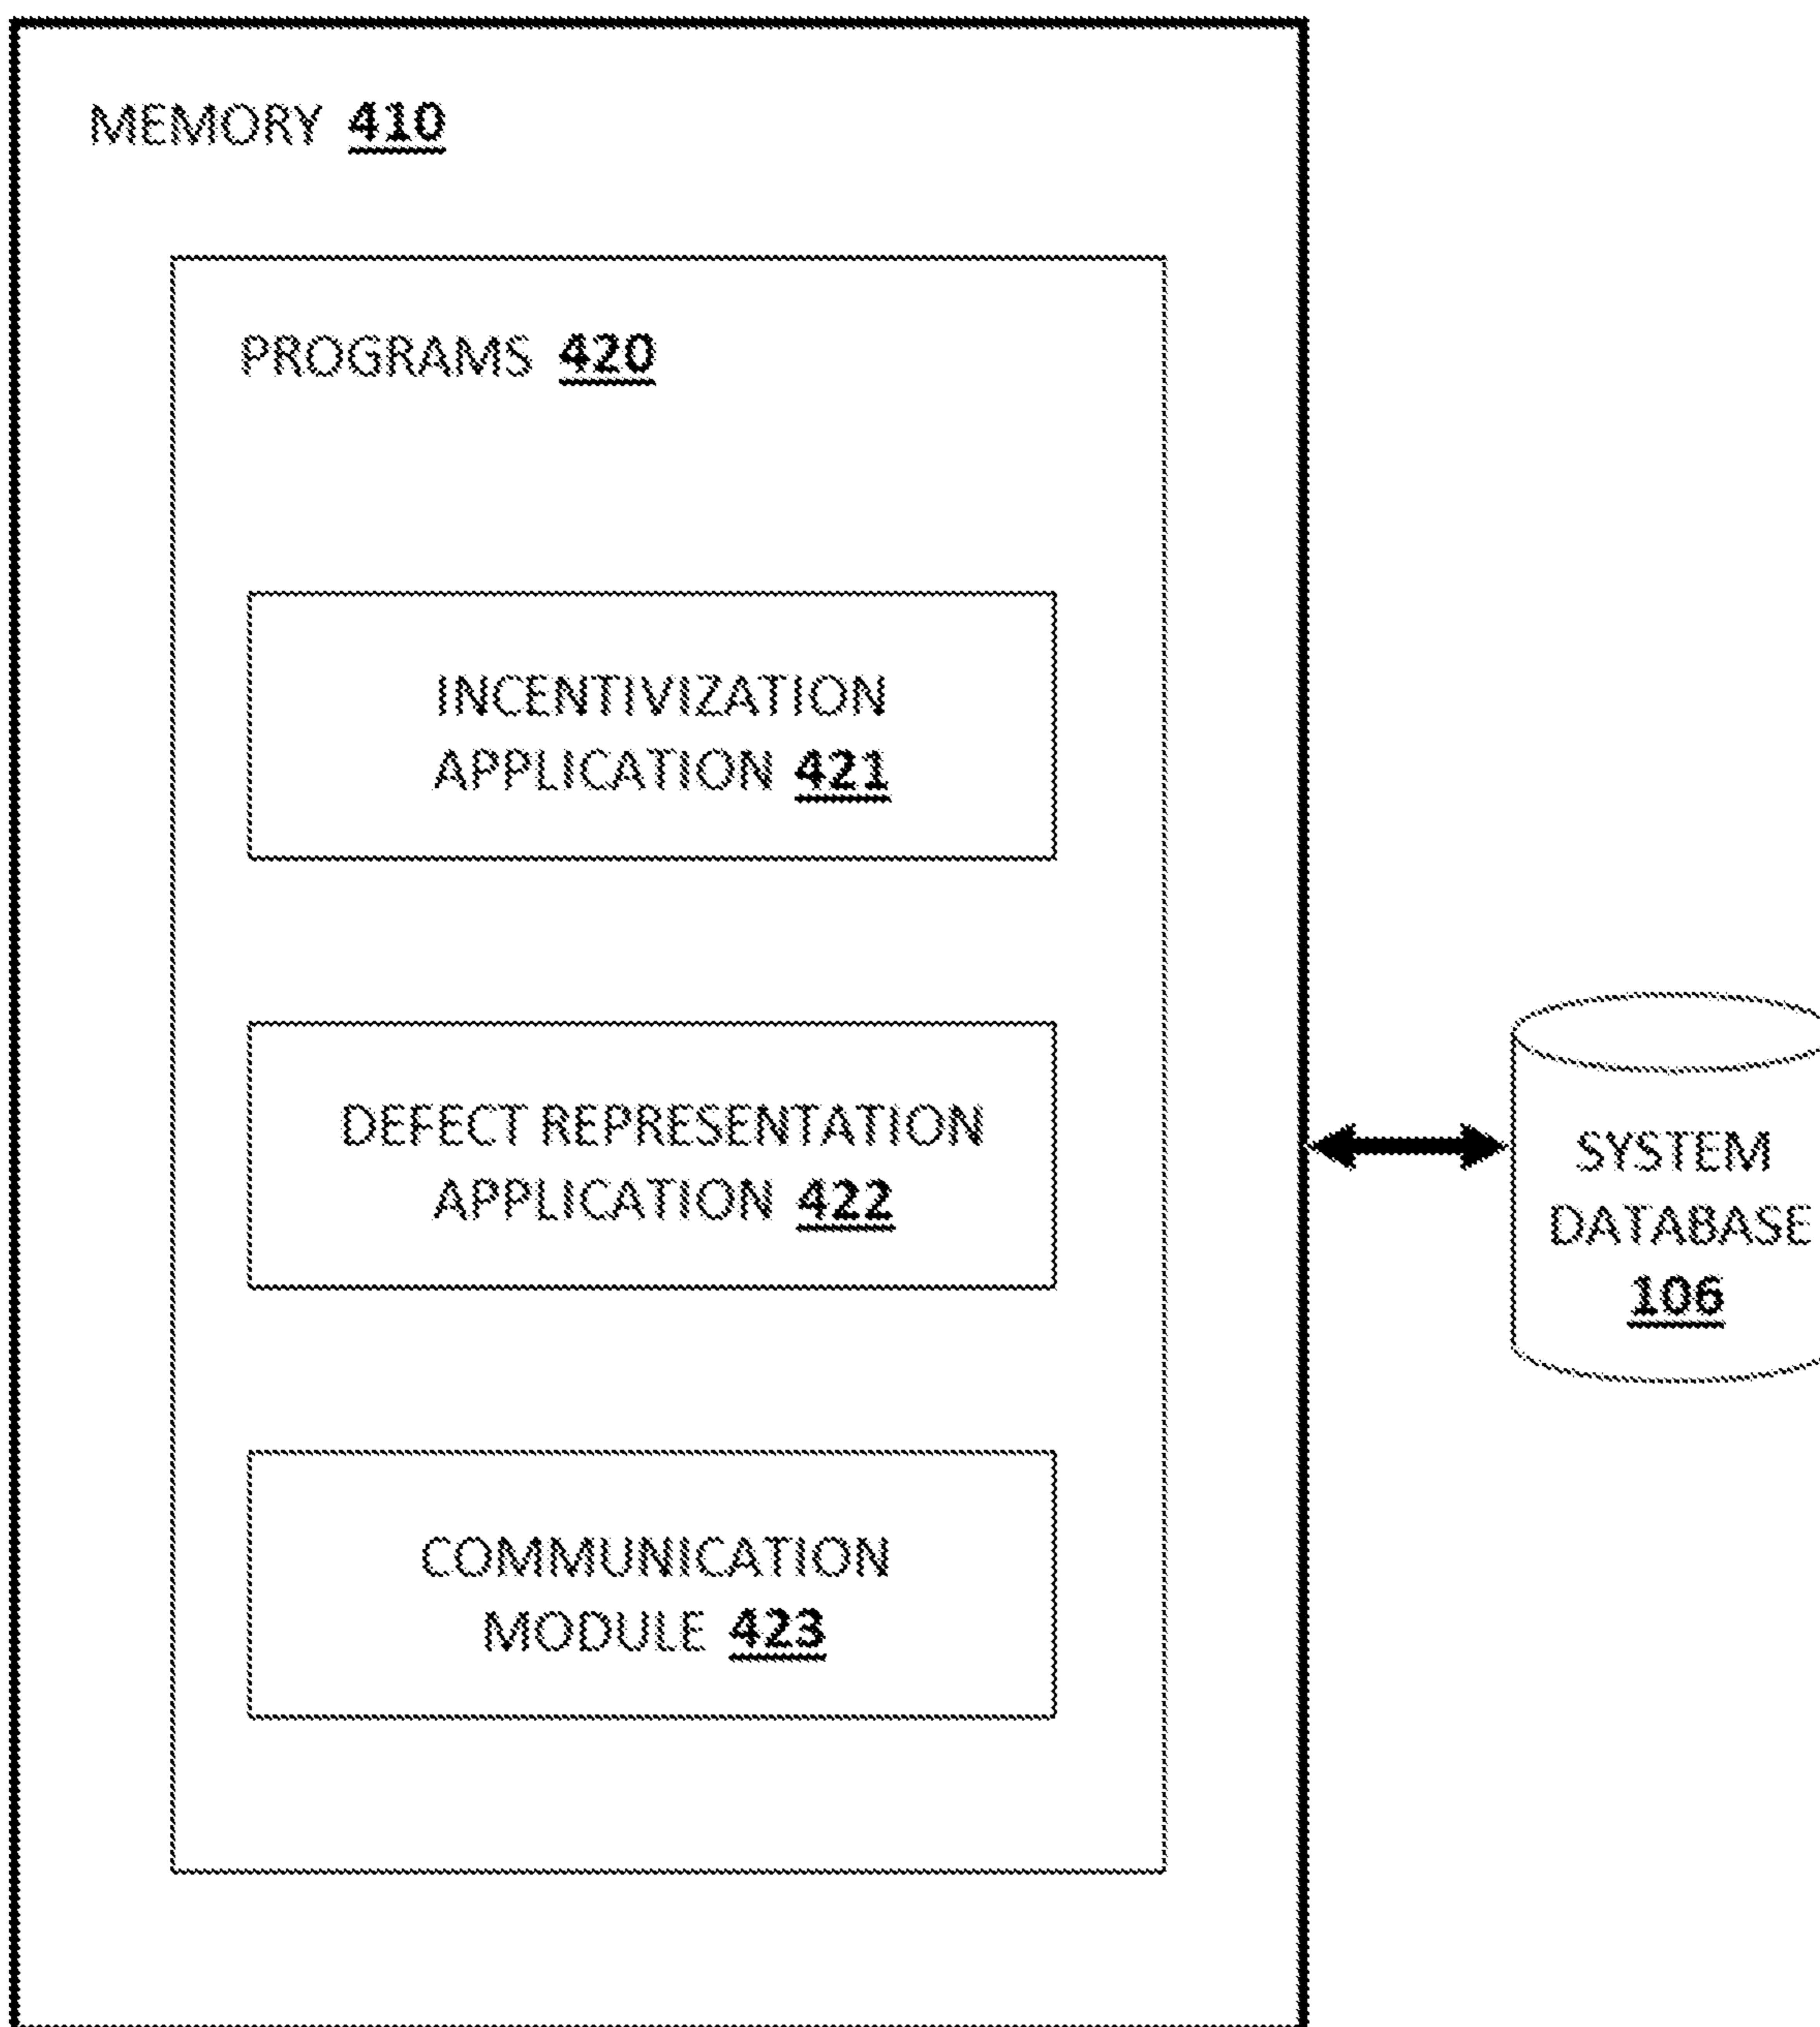 MEMORY 410
PROGRAMS 420
INCENTIVIZATION
APPLICATION 421
DEFECT REPRESENTATION
APPLICATION 422
COMMUNICATION
MODULE 423
SYSTEM
DATABASE
106